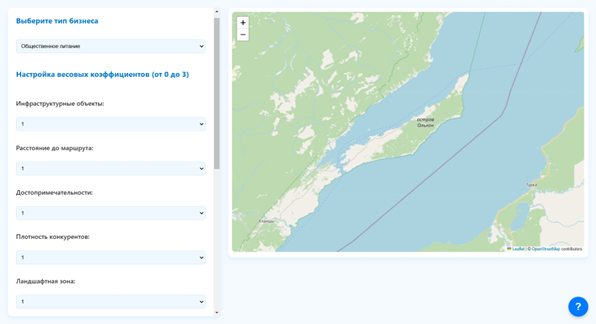 Выберите тип бизнеса
Общественное питание
Настройка весовых коэффициентов (от 0 до 3)
Инфраструктурные объекты:
1
Расстояние до маршрута:
1
Достопримечательности:
1
Плотность конкурентов:
1
Ландшафтная зона:
1
+
−
остров
Ольхон
Турка
Еланцы
Leaflet | © OpenStreetMap contributors
?